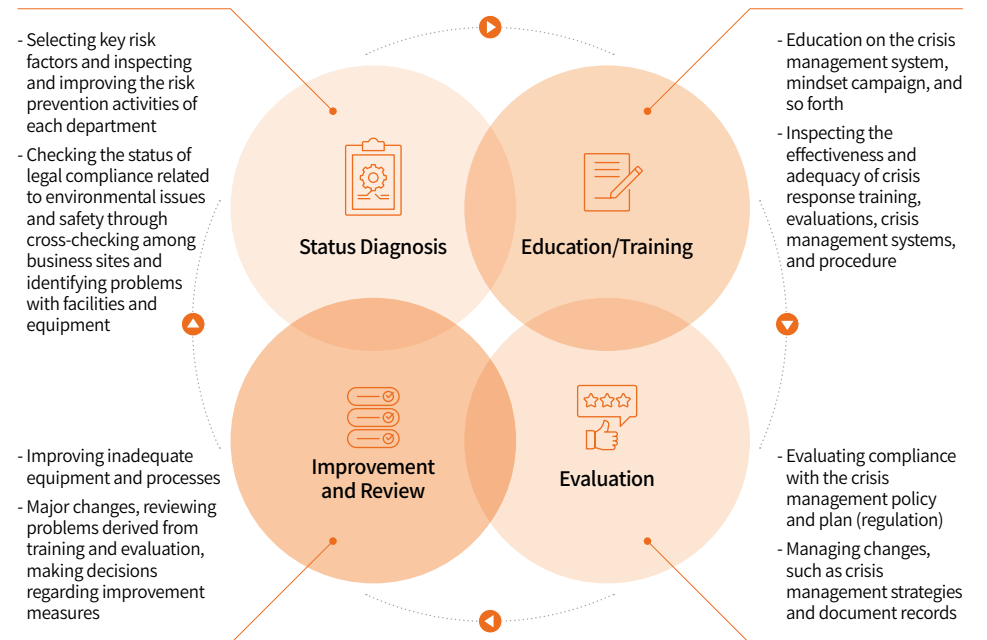 - Selecting key risk
factors and inspecting
and improving the risk
prevention activities of
each department
- Checking the status of
legal compliance related
to environmental issues
and safety through
cross-checking among
business sites and
identifying problems
with facilities and
equipment
Status Diagnosis
Education/Training
- Education on the crisis
management system,
mindset campaign, and
so forth
- Inspecting the
effectiveness and
adequacy of crisis
response training,
evaluations, crisis
management systems,
and procedure
- Improving inadequate
equipment and processes
- Major changes, reviewing
problems derived from
training and evaluation,
making decisions
regarding improvement
measures
Improvement
and Review
Evaluation
- Evaluating compliance
with the crisis
management policy
and plan (regulation)
- Managing changes,
such as crisis
management strategies
and document records